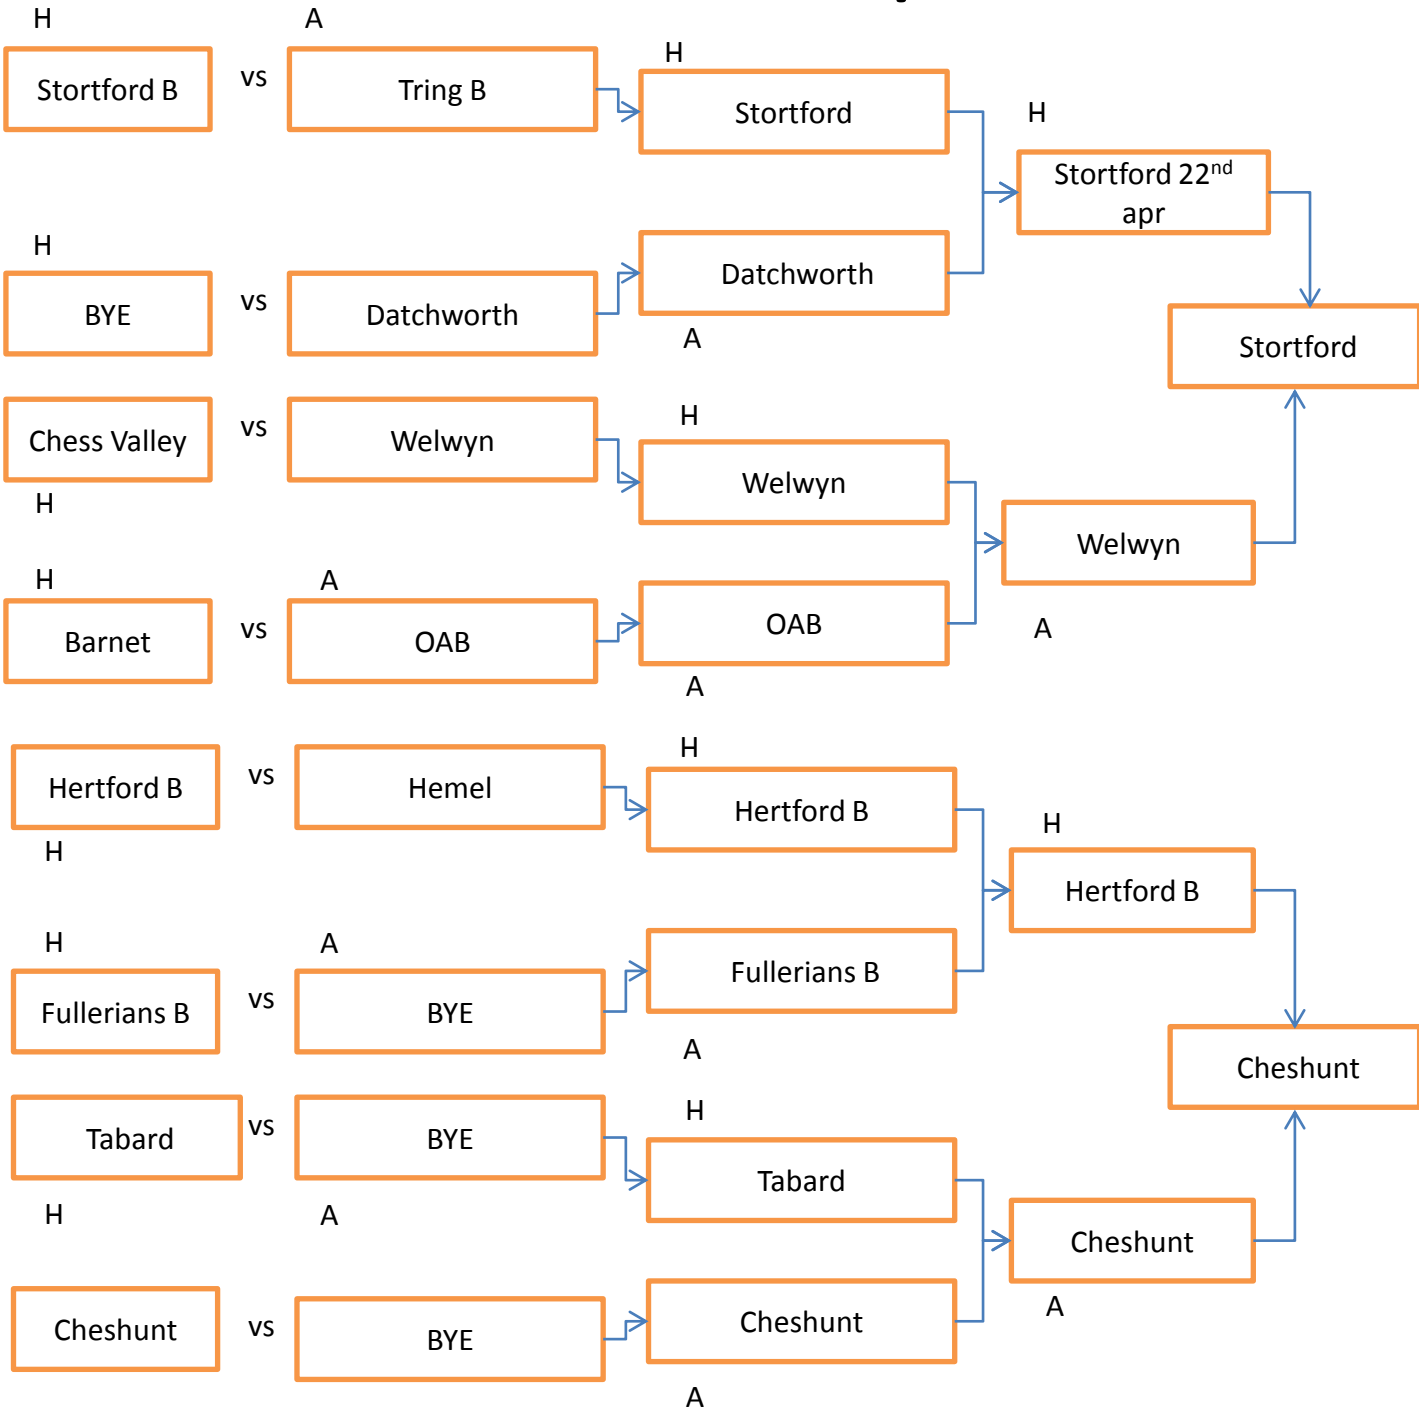 H
A
H
Stortford B
vs
Tring B
Stortford
H
Stortford 22nd
apr
H
BYE
vs
Datchworth
Datchworth
A
Stortford
Chess Valley
vs
Welwyn
H
Welwyn
H
Welwyn
H
A
Barnet
vs
OAB
OAB
A
A
Hertford B
vs
Hemel
H
Hertford B
H
H
Hertford B
H
A
Fullerians B
vs
BYE
Fullerians B
A
Cheshunt
Tabard
vs
BYE
H
Tabard
H
A
Cheshunt
A
Cheshunt
vs
BYE
Cheshunt
A